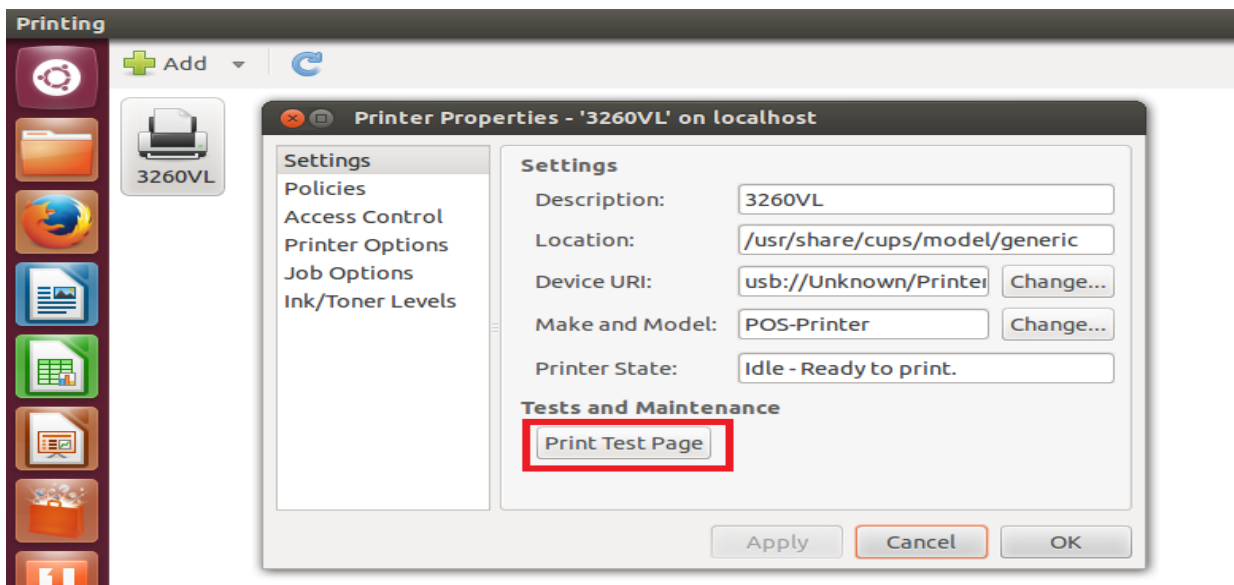 Printing
Add
3260VL
Printer Properties - '3260VL' on localhost
Settings
Policies
Access Control
Printer Options
Job Options
Ink/Toner Levels
Settings
Description: 3260VL
Location: /usr/share/cups/model/generic
Device URI: usb://Unknown/Printer Change...
Make and Model: POS-Printer Change...
Printer State: Idle - Ready to print.
Tests and Maintenance
Print Test Page
Apply Cancel OK